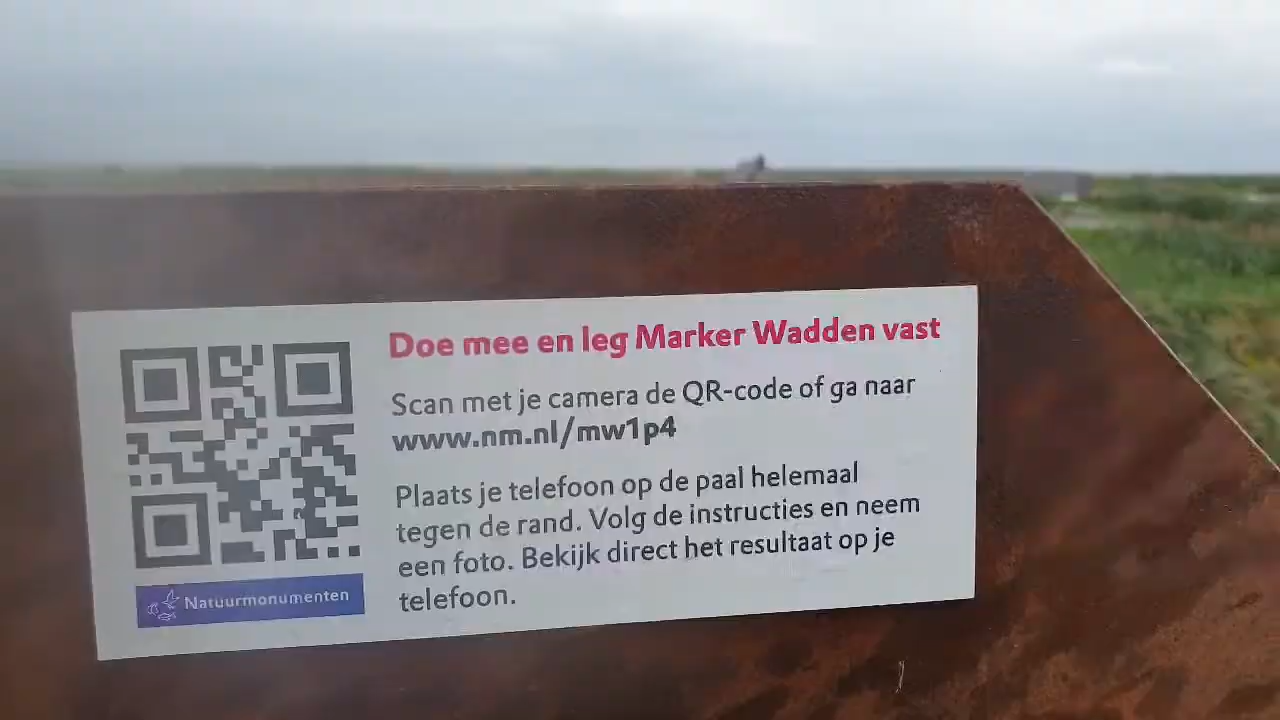 Doe mee en leg Marker Wadden vast
Scan met je camera de QR-code of ga naar
www.nm.nl/mw1p4
Plaats je telefoon op de paal helemaal
tegen de rand. Volg de instructies en neem
een foto. Bekijk direct het resultaat op je
telefoon.
Natuurmonumenten